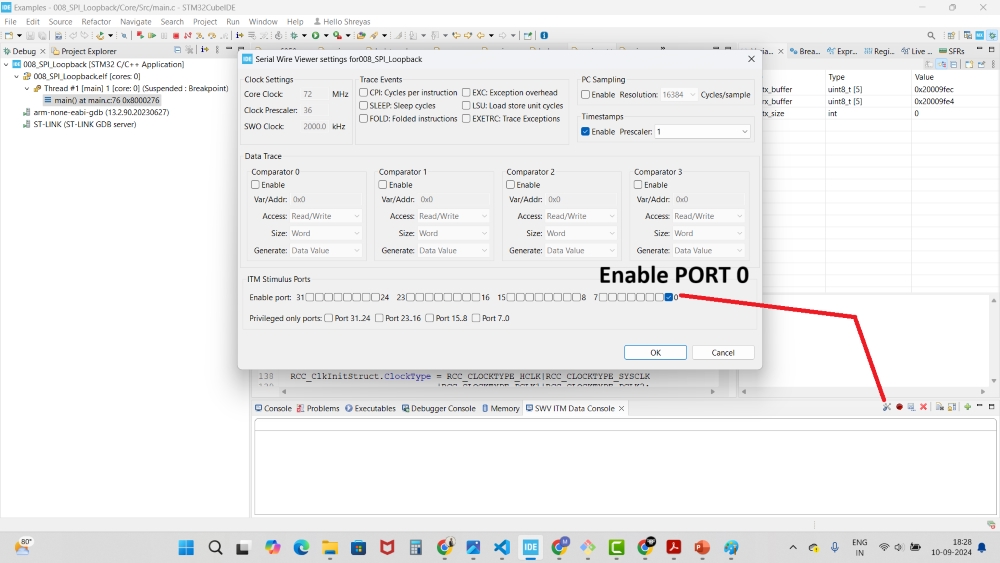 IDE Examples - 008_SPI_Loopback/Core/Src/main.c - STM32CubeIDE
File Edit Source Refactor Navigate Search Project Run Window Help Hello Shreyas
Debug Project Explorer
008_SPI_Loopback [STM32 C/C++ Application]
008_SPI_Loopback.elf [cores: 0]
Thread #1 [main] 1 [core: 0] (Suspended : Breakpoint)
main() at main.c:76 0x8000276
arm-none-eabi-gdb (13.2.90.20230627)
ST-LINK (ST-LINK GDB server)
IDE Serial Wire Viewer settings for008_SPI_Loopback
Clock Settings
Core Clock: 72 MHz
Clock Prescaler: 36
SWO Clock: 2000.0 kHz
Trace Events
CPI: Cycles per instruction EXC: Exception overhead
SLEEP: Sleep cycles LSU: Load store unit cycles
FOLD: Folded instructions EXETRC: Trace Exceptions
PC Sampling
Enable Resolution: 16384 Cycles/sample
Timestamps
Enable Prescaler: 1
Data Trace
Comparator 0 Comparator 1 Comparator 2 Comparator 3
Enable Enable Enable Enable
Var/Addr: 0x0 Var/Addr: 0x0 Var/Addr: 0x0 Var/Addr: 0x0
Access: Read/Write Access: Read/Write Access: Read/Write Access: Read/Write
Size: Word Size: Word Size: Word Size: Word
Generate: Data Value Generate: Data Value Generate: Data Value Generate: Data Value
ITM Stimulus Ports
Enable PORT 0
Enable port: 31 24 23 16 15 8 7 0
Privileged only ports: Port 31..24 Port 23..16 Port 15..8 Port 7..0
OK Cancel
Brea... Expr... Regi... Live ... SFRs
Type Value
uint8_t [5] 0x20009fec
uint8_t [5] 0x20009fe4
int 0
138 RCC_ClkInitStruct.ClockType = RCC_CLOCKTYPE_HCLK|RCC_CLOCKTYPE_SYSCLK
139 |RCC_CLOCKTYPE_PCLK1|RCC_CLOCKTYPE_PCLK2;
Console Problems Executables Debugger Console Memory SWV ITM Data Console
80°
IDE
ENG
IN
18:28
10-09-2024